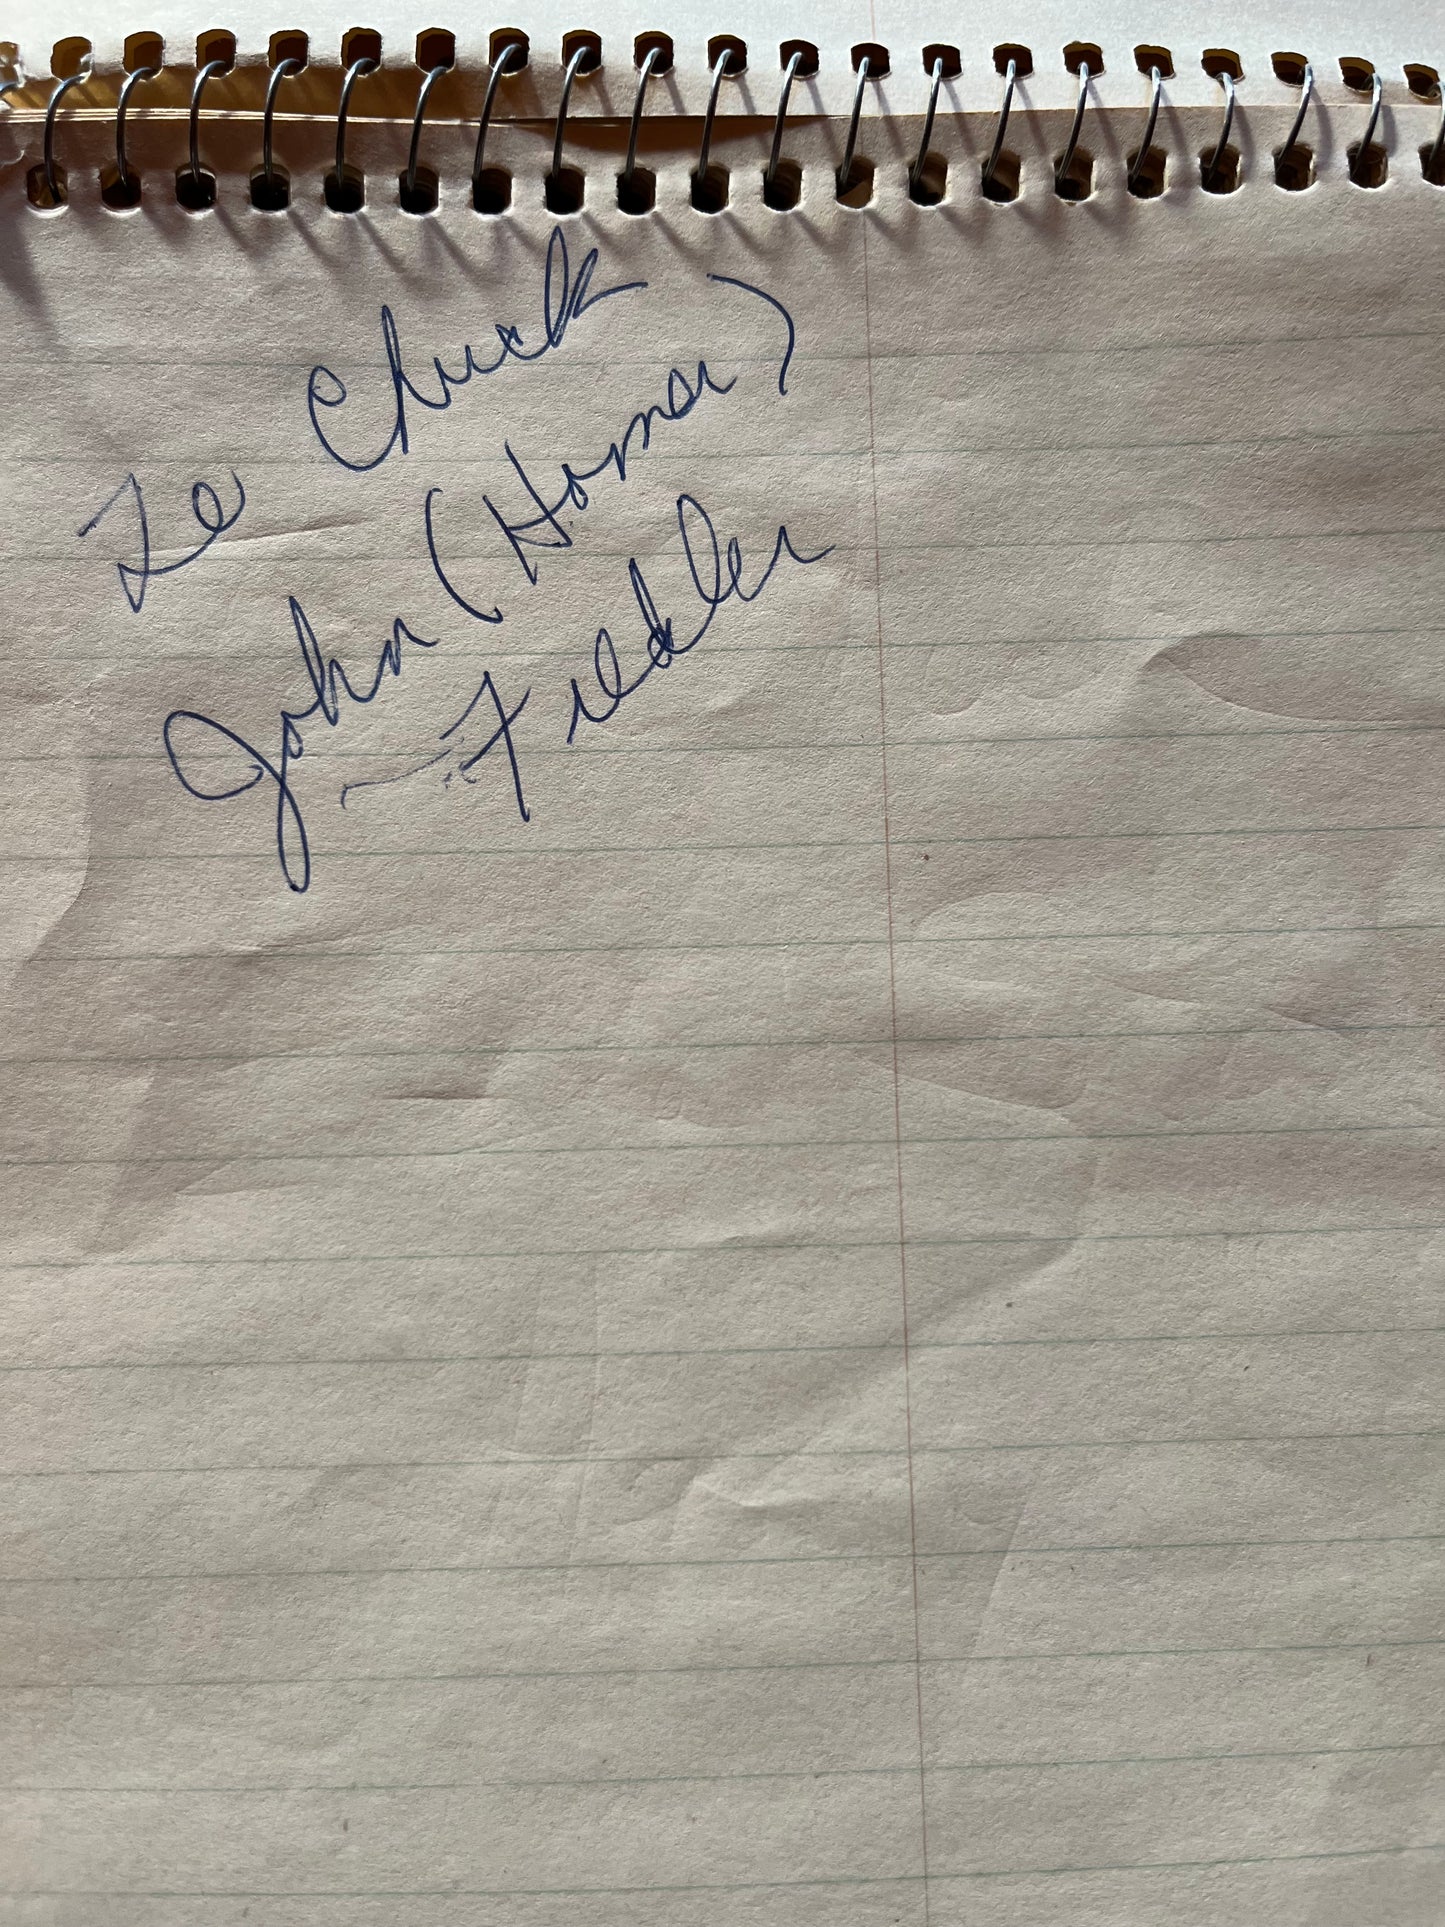 To Chuck
John (Homer)
Fiedler